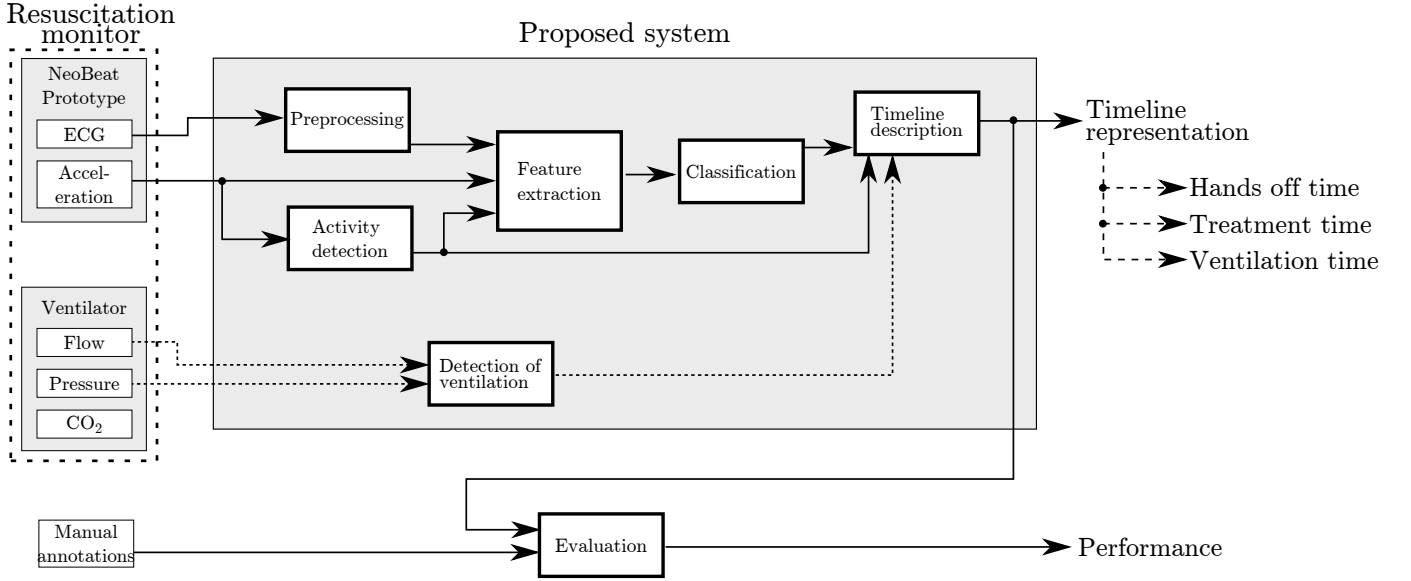 Resuscitation
monitor
Proposed system
NeoBeat
Prototype
ECG
Accel-
eration
Preprocessing
Activity
detection
Feature
extraction
Classification
Timeline
description
Timeline
representation
Hands off time
Treatment time
Ventilation time
Ventilator
Flow
Pressure
CO₂
Detection of
ventilation
Manual
annotations
Evaluation
Performance